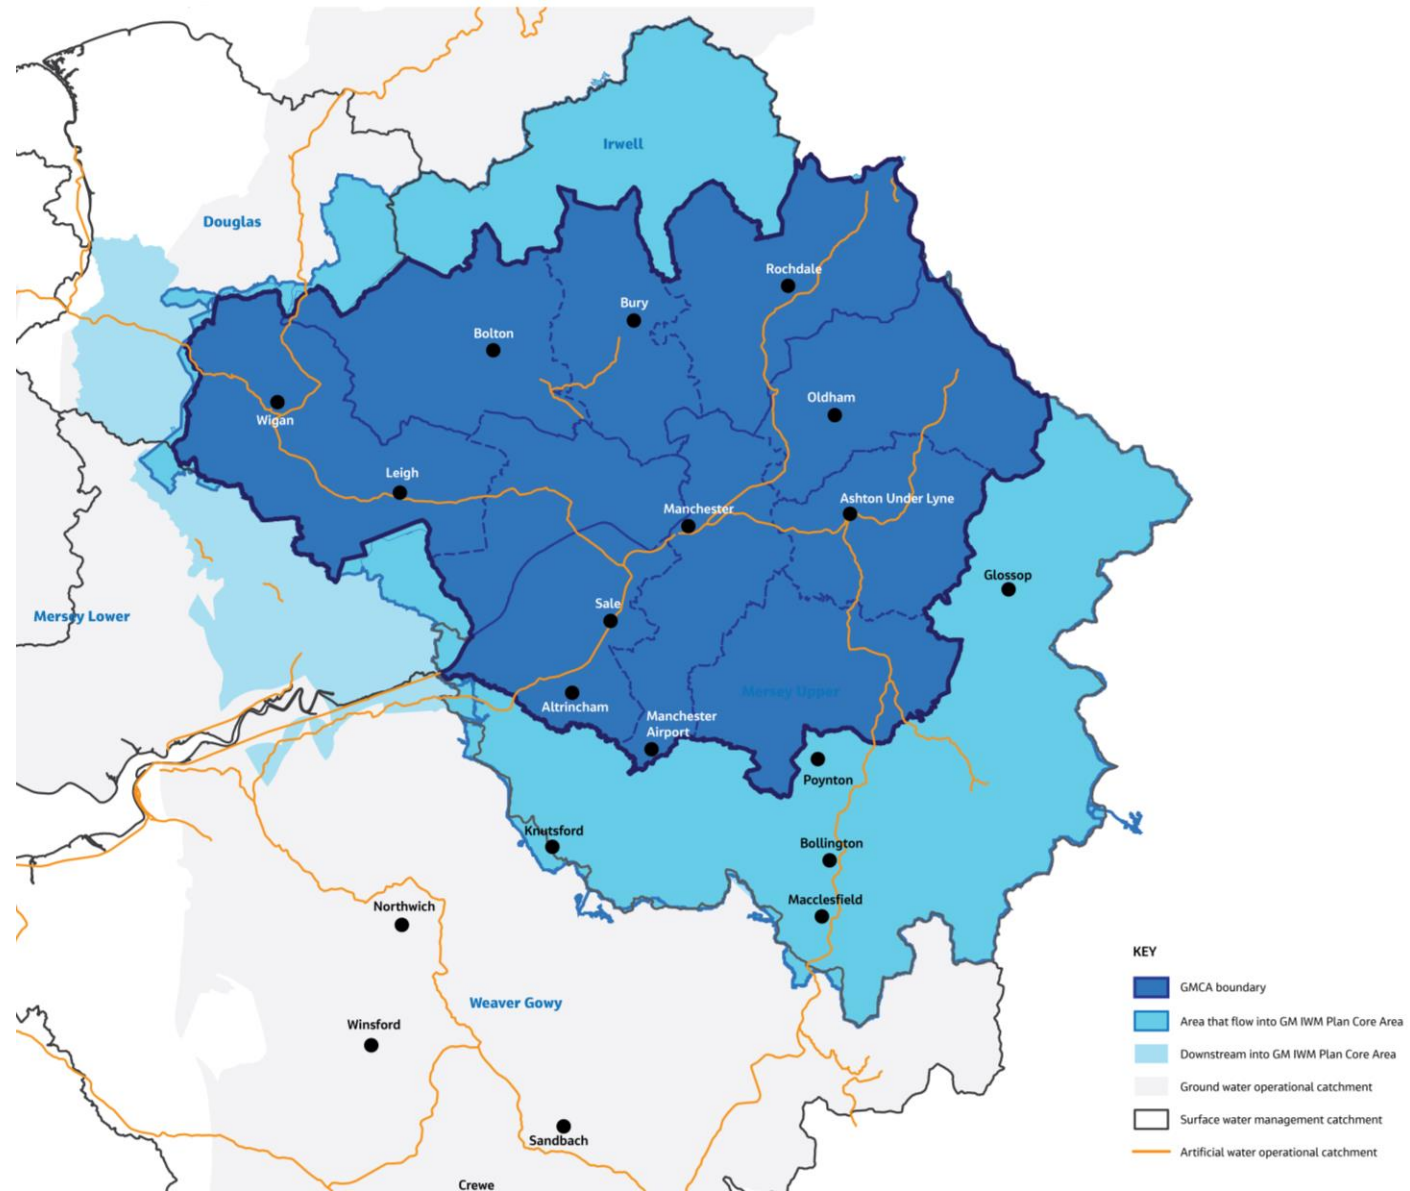 Irwell
Douglas
Rochdale
Bury
Bolton
Oldham
Wigan
Leigh
Ashton Under Lyne
Manchester
Glossop
Sale
Mersey Lower
Mersey Upper
Altrincham
Manchester
Airport
Poynton
Knutsford
Bollington
Macclesfield
Northwich
Weaver Gowy
Winsford
Sandbach
Crewe
KEY
GMCA boundary
Area that flow into GM IWM Plan Core Area
Downstream into GM IWM Plan Core Area
Ground water operational catchment
Surface water management catchment
Artificial water operational catchment